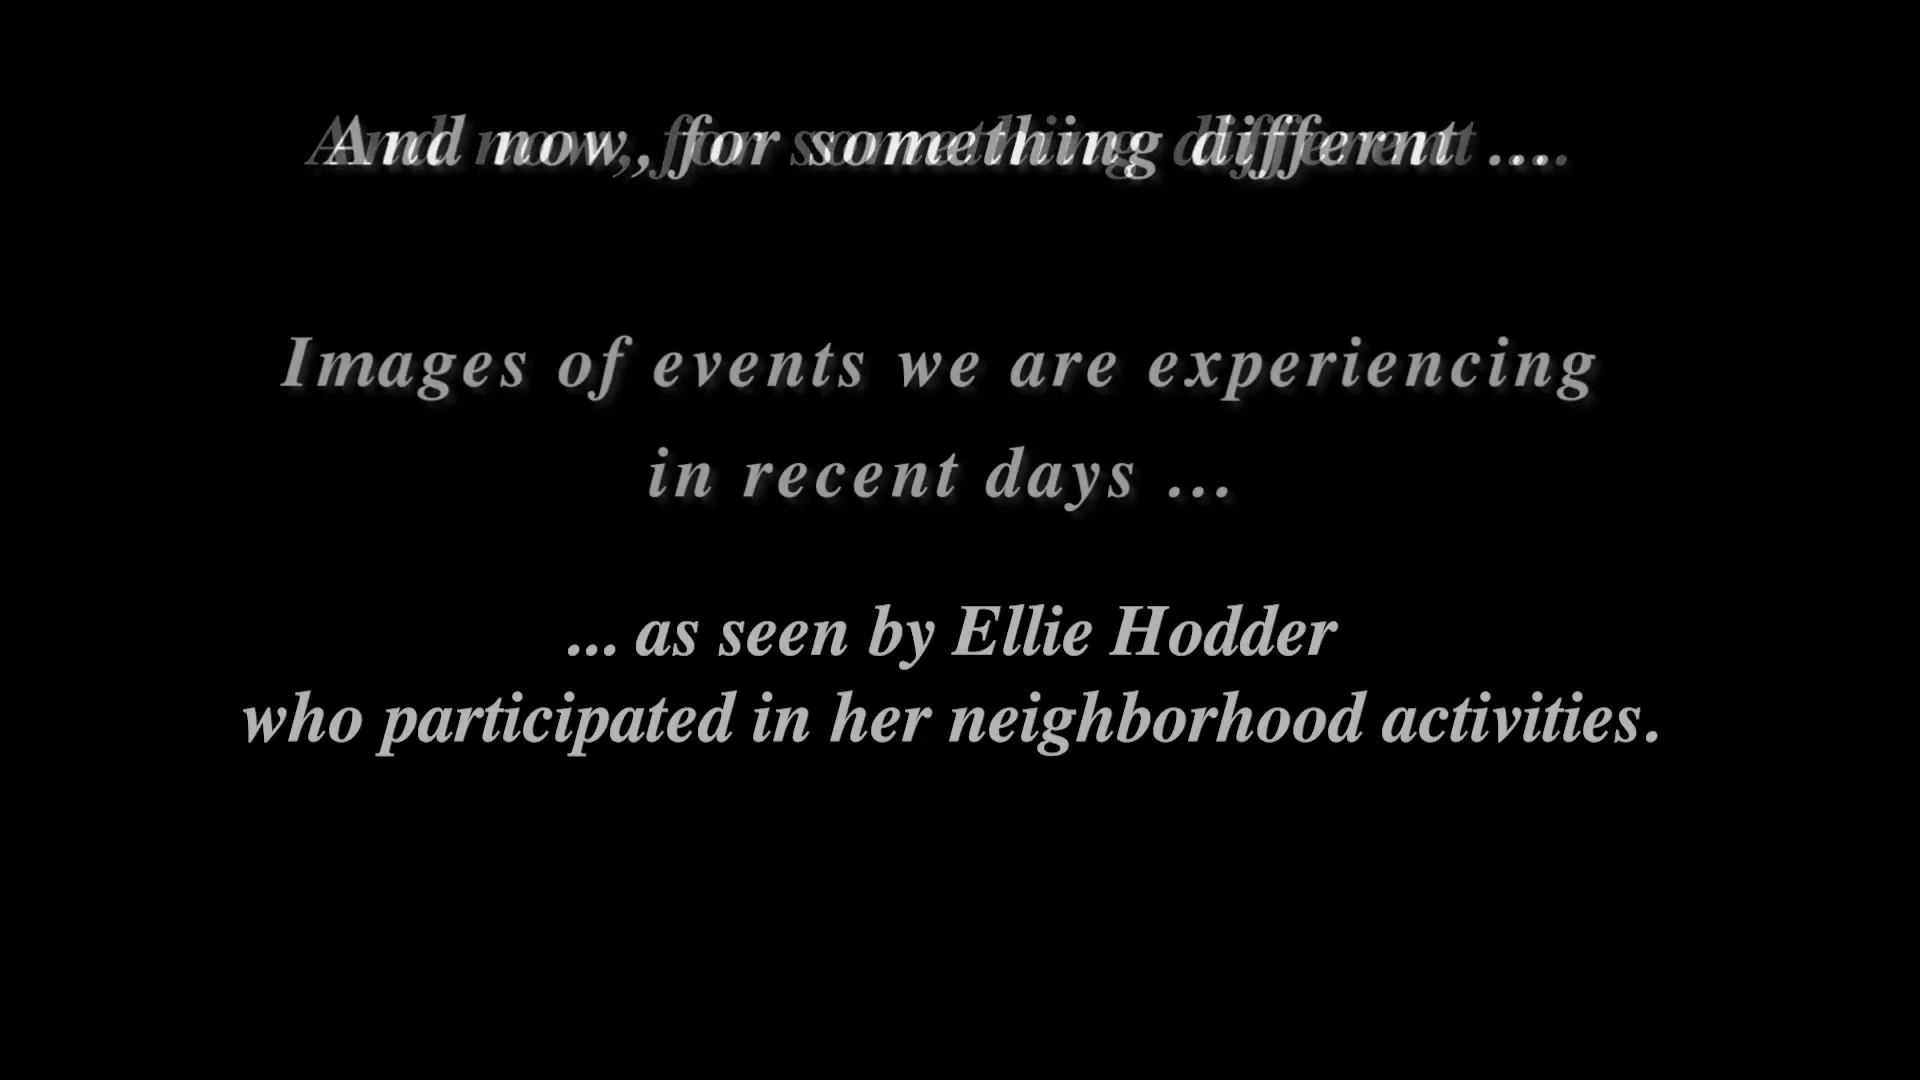 And now, for something differnt ....
Images of events we are experiencing
in recent days ...
... as seen by Ellie Hodder
who participated in her neighborhood activities.